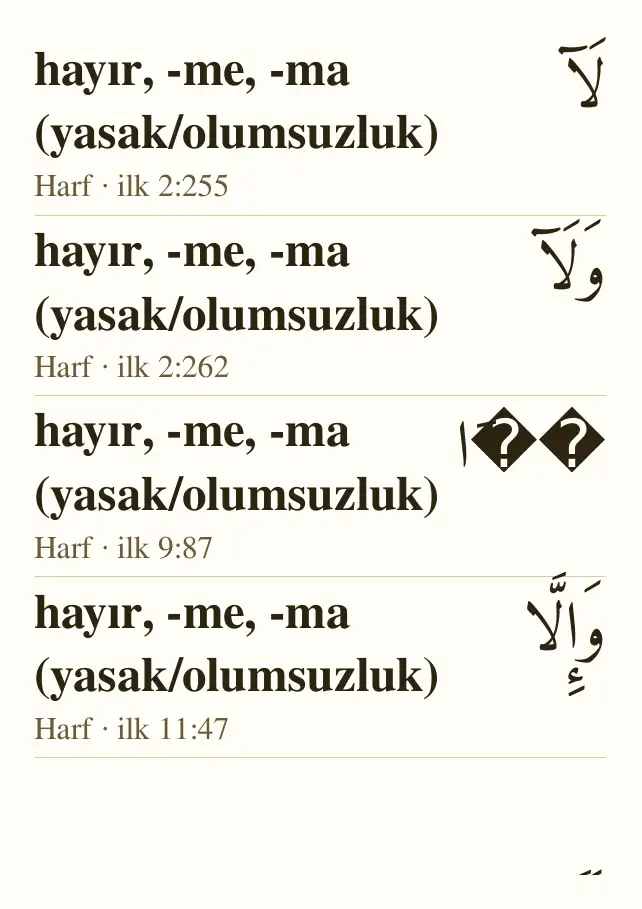 hayır, -me, -ma
(yasak/olumsuzluk)
لَآ
Harf · ilk 2:255
hayır, -me, -ma
(yasak/olumsuzluk)
وَلَآ
Harf · ilk 2:262
hayır, -me, -ma
(yasak/olumsuzluk)
Harf · ilk 9:87
hayır, -me, -ma
(yasak/olumsuzluk)
وَإِلَّا
Harf · ilk 11:47